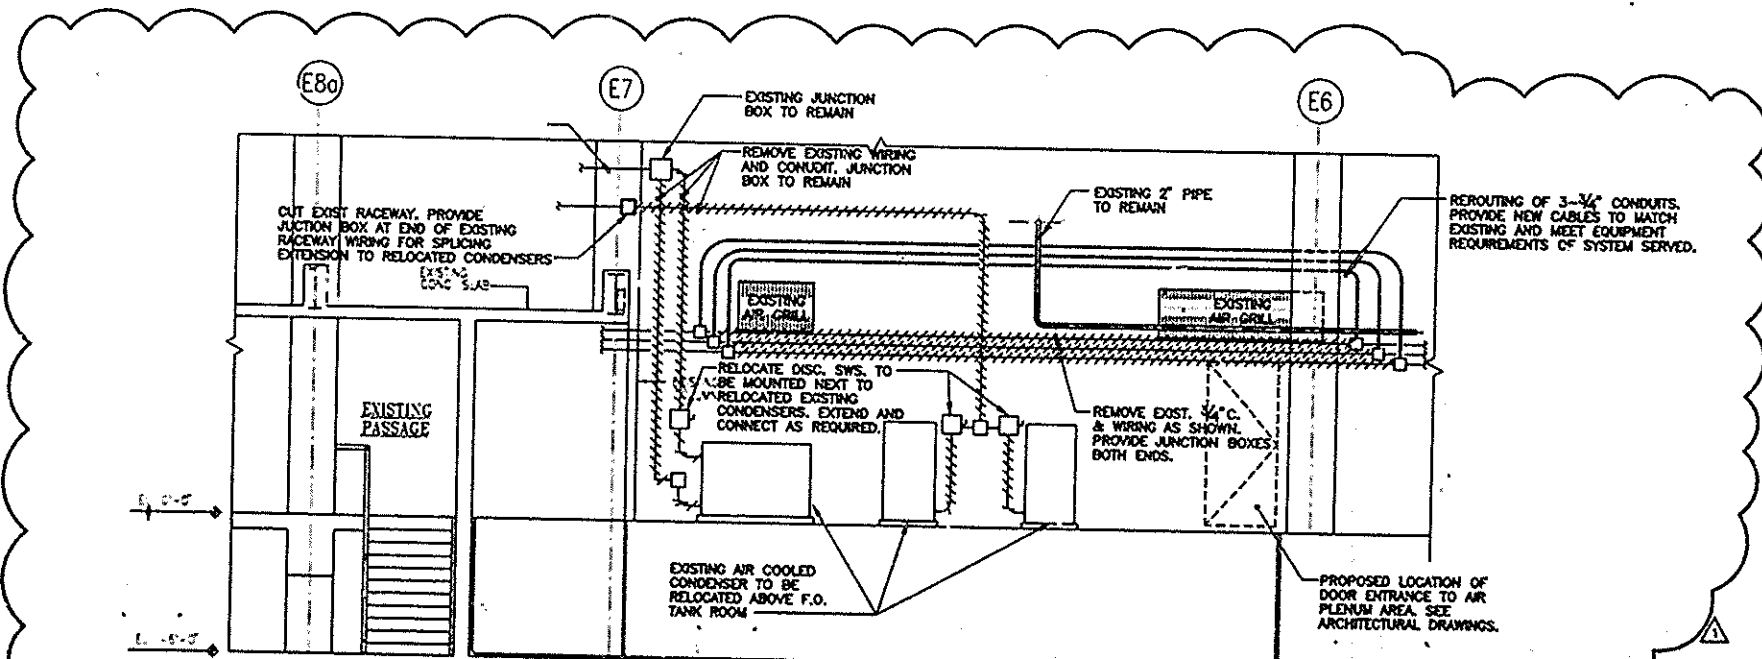 E8a
E7
E6
EXISTING JUNCTION
BOX TO REMAIN
REMOVE EXISTING WIRING
AND CONUDIT. JUNCTION
BOX TO REMAIN
EXISTING 2" PIPE
TO REMAIN
REROUTING OF 3-3/4" CONDUITS.
PROVIDE NEW CABLES TO MATCH
EXISTING AND MEET EQUIPMENT
REQUIREMENTS OF SYSTEM SERVED.
CUT EXIST RACEWAY. PROVIDE
JUCTION BOX AT END OF EXISTING
RACEWAY WIRING FOR SPLICING
EXTENSION TO RELOCATED CONDENSERS
EXISTING
CONC SLAB
EXISTING
AIR GRILL
EXISTING
AIR GRILL
RELOCATE DISC. SWS. TO
BE MOUNTED NEXT TO
RELOCATED EXISTING
CONDENSERS. EXTEND AND
CONNECT AS REQUIRED.
EXISTING
PASSAGE
REMOVE EXIST. 3/4" C.
& WIRING AS SHOWN.
PROVIDE JUNCTION BOXES
BOTH ENDS.
EXISTING AIR COOLED
CONDENSER TO BE
RELOCATED ABOVE F.O.
TANK ROOM
PROPOSED LOCATION OF
DOOR ENTRANCE TO AIR
PLENUM AREA. SEE
ARCHITECTURAL DRAWINGS.
1